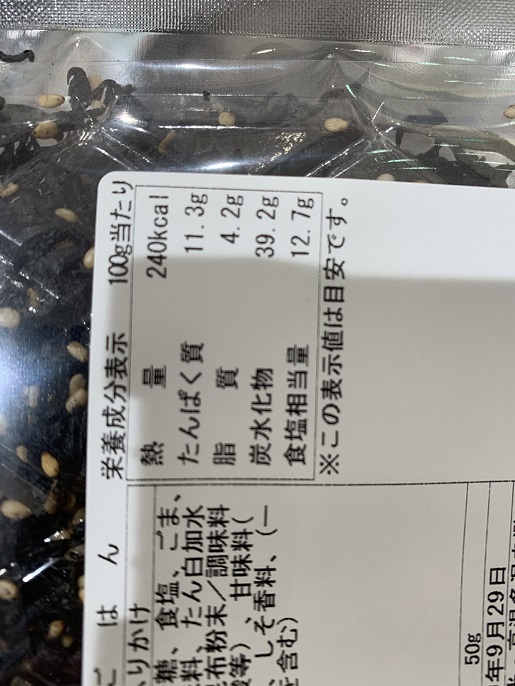 栄養成分表示 100g当たり
熱量 240kcal
たんぱく質 11.3g
脂質 4.2g
炭水化物 39.2g
食塩相当量 12.7g
※この表示値は目安です。
ごはん
りかけ
糖、食塩、ごま、
料、たん白加水
布粉末／調味料
酸等）甘味料（
、しそ香料、（一
を含む）
50g
年9月29日